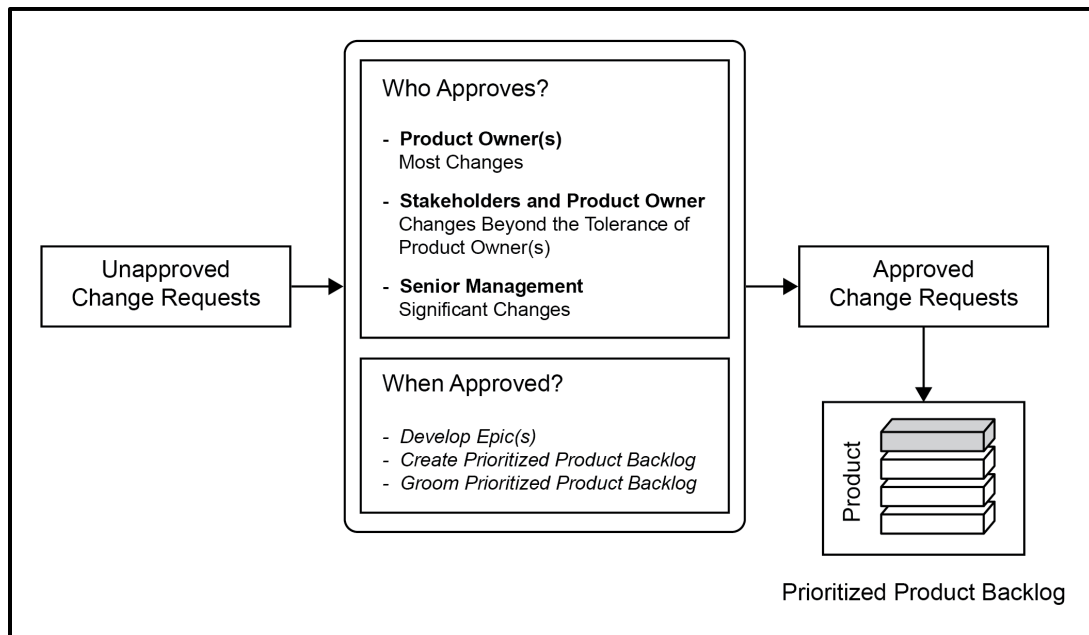 Unapproved
Change Requests
Who Approves?
- Product Owner(s)
Most Changes
- Stakeholders and Product Owner
Changes Beyond the Tolerance of
Product Owner(s)
- Senior Management
Significant Changes
When Approved?
- Develop Epic(s)
- Create Prioritized Product Backlog
- Groom Prioritized Product Backlog
Approved
Change Requests
Product
Prioritized Product Backlog